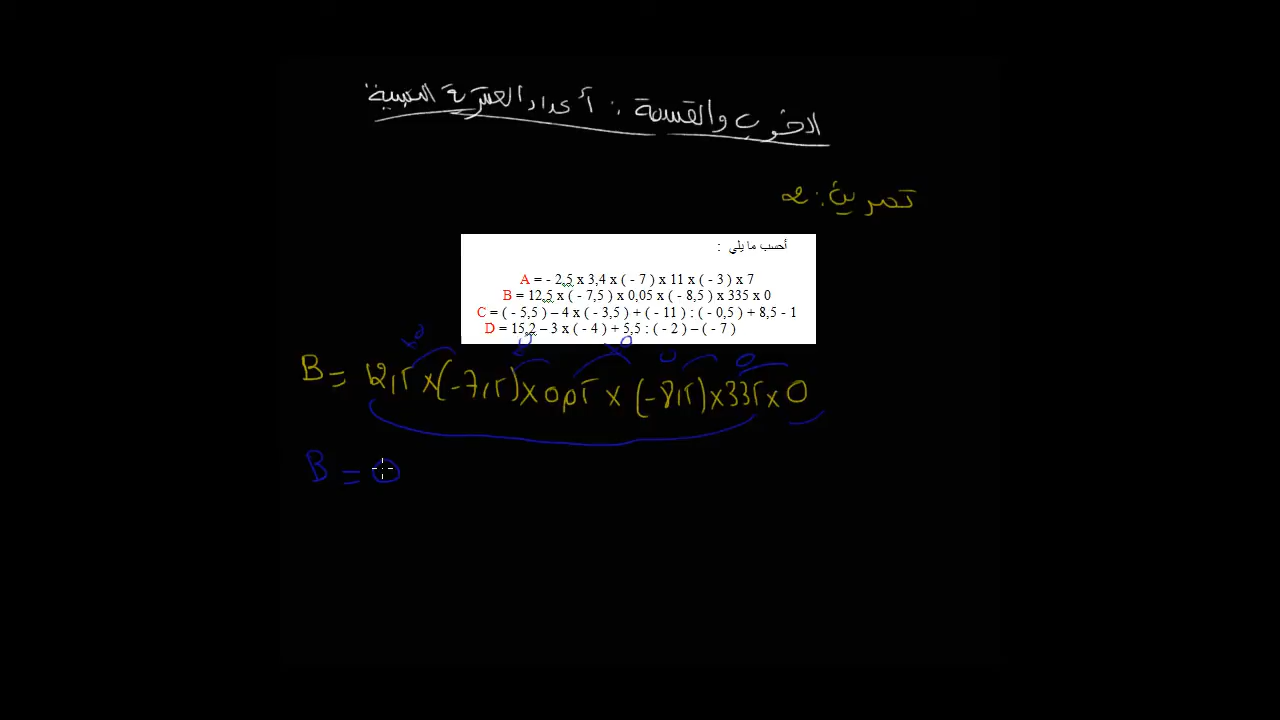 الضرب والقسمة : أعداد العشرية النسبية
تمرين : 2
أحسب ما يلي :
A = - 2,5 x 3,4 x ( - 7 ) x 11 x ( - 3 ) x 7
B = 12,5 x ( - 7,5 ) x 0,05 x ( - 8,5 ) x 335 x 0
C = ( - 5,5 ) – 4 x ( - 3,5 ) + ( - 11 ) : ( - 0,5 ) + 8,5 - 1
D = 15,2 – 3 x ( - 4 ) + 5,5 : ( - 2 ) – ( - 7 )
B = 12,5 x (-7,5) x 0,05 x (-8,5) x 335 x 0
B = 0